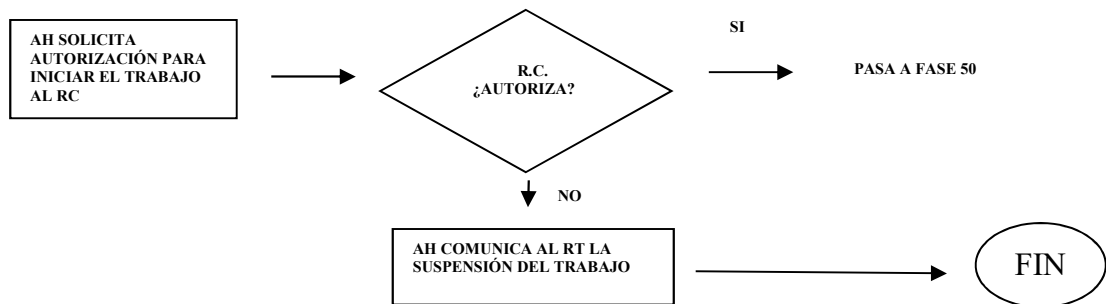 AH SOLICITA
AUTORIZACIÓN PARA
INICIAR EL TRABAJO
AL RC
R.C.
¿AUTORIZA?
SI
PASA A FASE 50
NO
AH COMUNICA AL RT LA
SUSPENSIÓN DEL TRABAJO
FIN